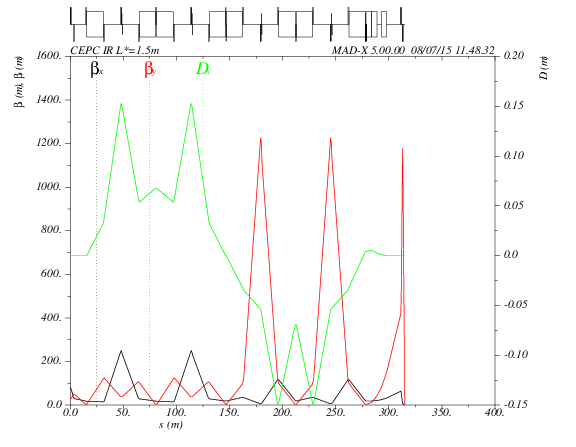 CEPC IR L*=1.5m MAD-X 5.00.00 08/07/15 11.48.32
βx βy Dx
β (m), β (m)
1600.
1400.
1200.
1000.
800.
600.
400.
200.
0.0
0.20
0.15
0.10
0.05
0.0
-0.05
-0.10
-0.15
D (m)
0.0 50. 100. 150. 200. 250. 300. 350. 400.
s (m)